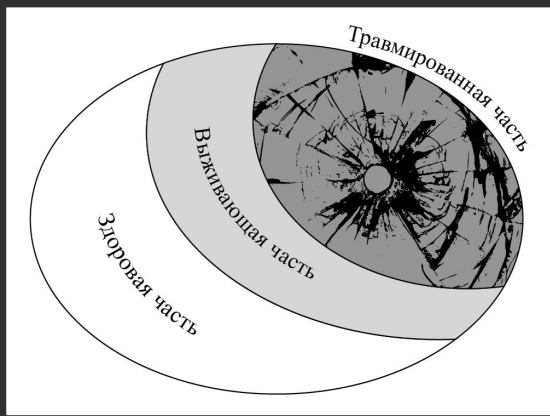 Травмированная часть
Выживающая часть
Здоровая часть